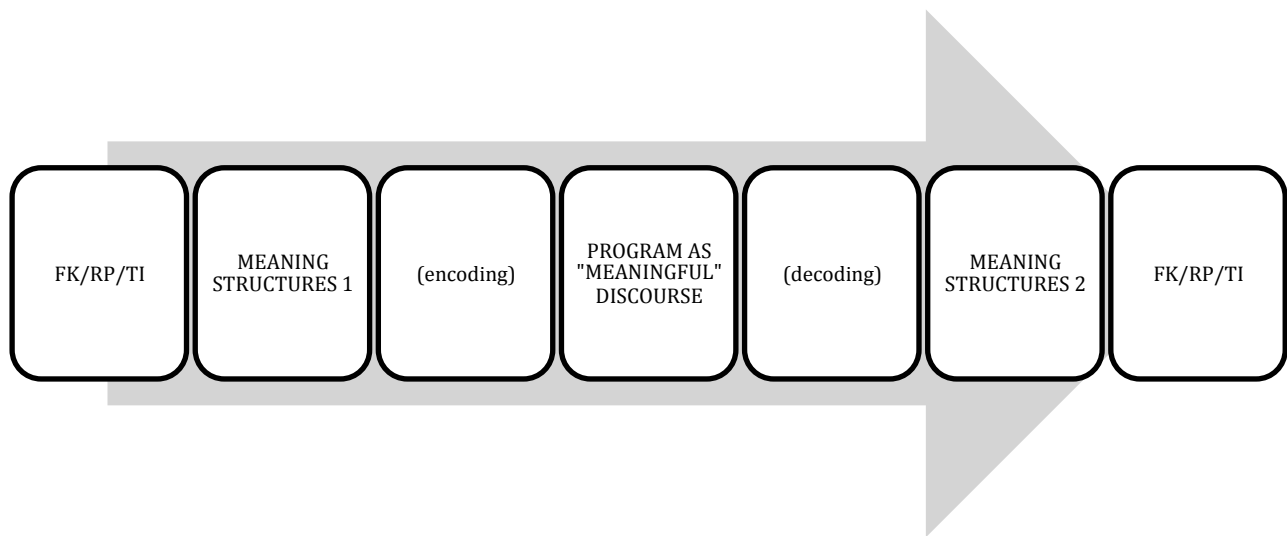 FK/RP/TI
MEANING
STRUCTURES 1
(encoding)
PROGRAM AS
"MEANINGFUL"
DISCOURSE
(decoding)
MEANING
STRUCTURES 2
FK/RP/TI